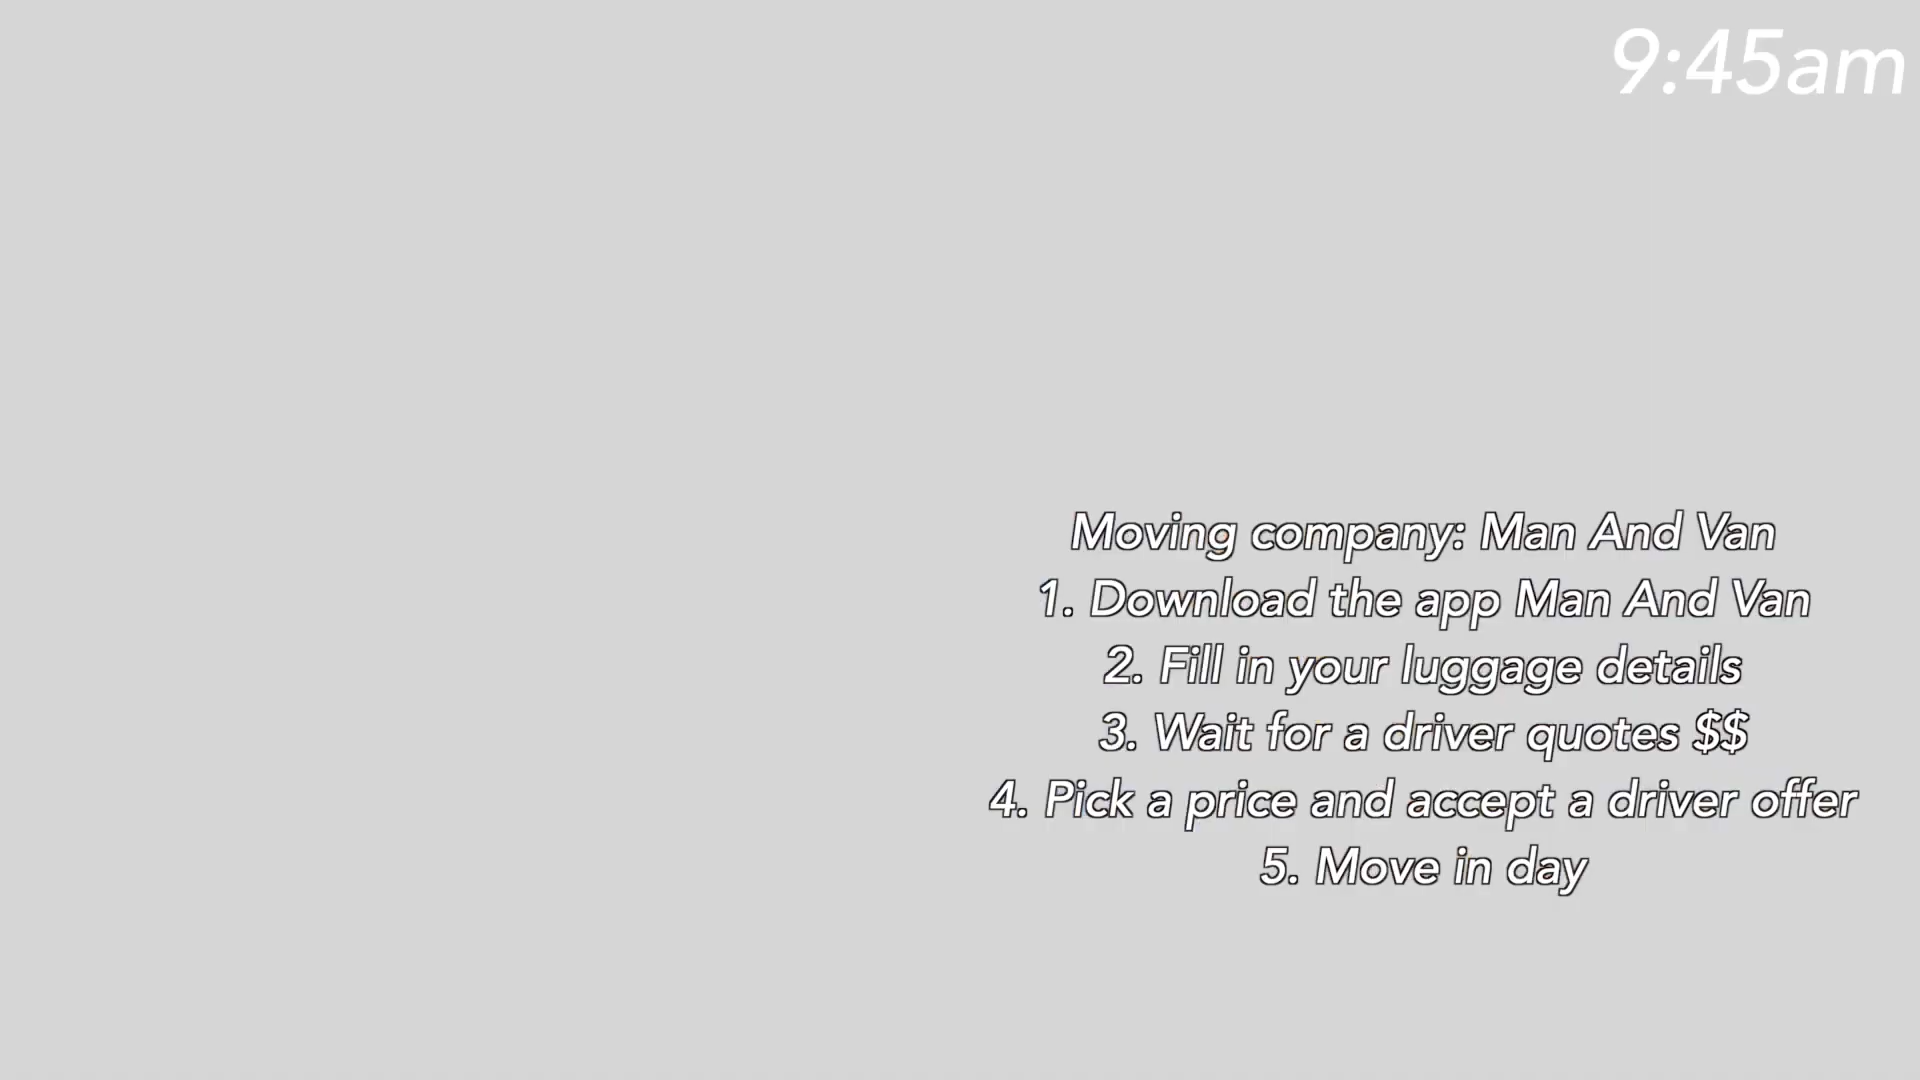 9:45am
Moving company: Man And Van
1. Download the app Man And Van
2. Fill in your luggage details
3. Wait for a driver quotes $$
4. Pick a price and accept a driver offer
5. Move in day